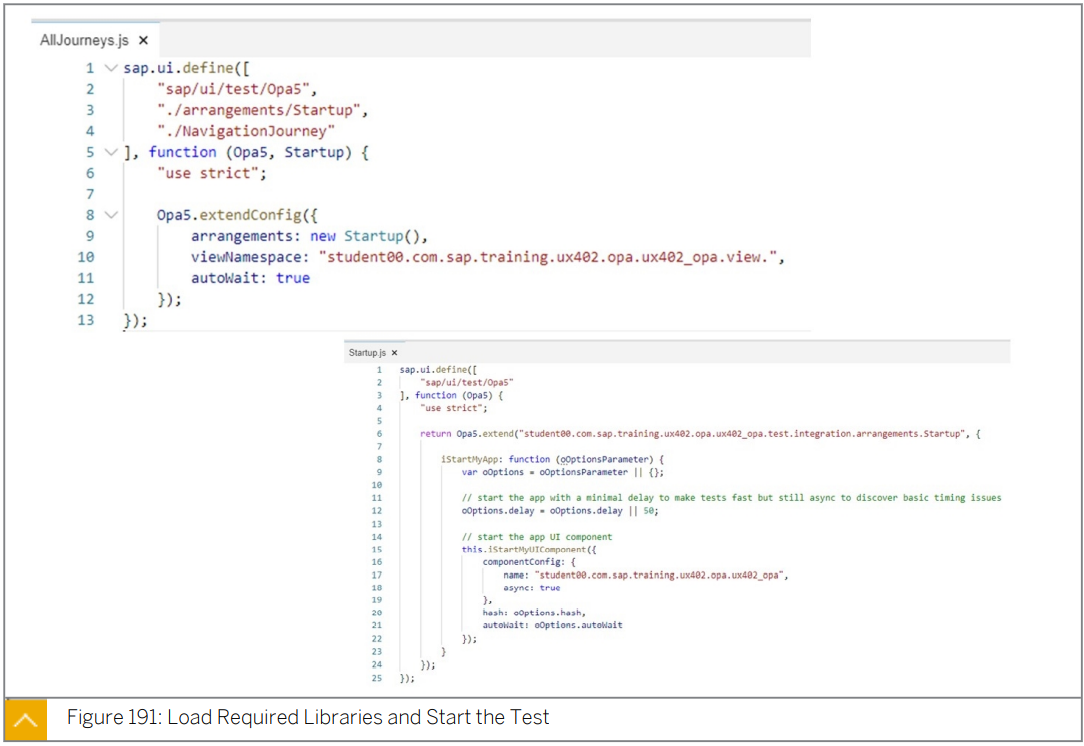 AllJourneys.js ×
1 sap.ui.define([
2 "sap/ui/test/Opa5",
3 "./arrangements/Startup",
4 "./NavigationJourney"
5 ], function (Opa5, Startup) {
6 "use strict";
7
8 Opa5.extendConfig({
9 arrangements: new Startup(),
10 viewNamespace: "student00.com.sap.training.ux402.opa.ux402_opa.view.",
11 autoWait: true
12 });
13 });
Startup.js ×
1 sap.ui.define([
2 "sap/ui/test/Opa5"
3 ], function (Opa5) {
4 "use strict";
5
6 return Opa5.extend("student00.com.sap.training.ux402.opa.ux402_opa.test.integration.arrangements.Startup", {
7
8 iStartMyApp: function (oOptionsParameter) {
9 var oOptions = oOptionsParameter || {};
10
11 // start the app with a minimal delay to make tests fast but still async to discover basic timing issues
12 oOptions.delay = oOptions.delay || 50;
13
14 // start the app UI component
15 this.iStartMyUIComponent({
16 componentConfig: {
17 name: "student00.com.sap.training.ux402.opa.ux402_opa",
18 async: true
19 },
20 hash: oOptions.hash,
21 autoWait: oOptions.autoWait
22 });
23 }
24 });
25 });
Figure 191: Load Required Libraries and Start the Test